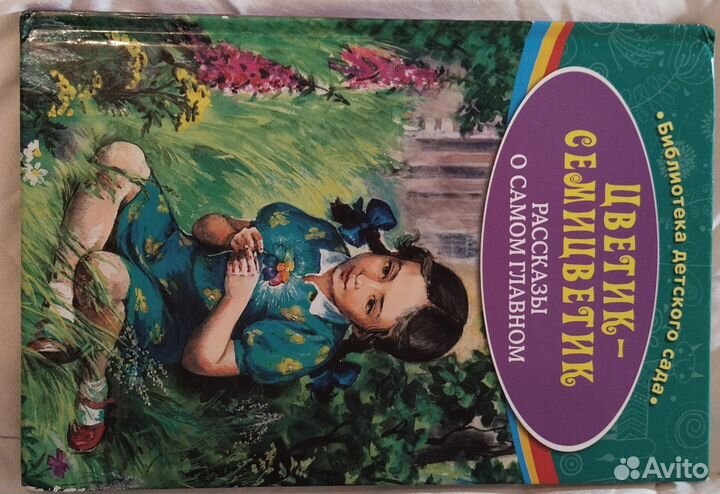 •Библиотека детского сада•
ЦВЕТИК–
СЕМИЦВЕТИК
РАССКАЗЫ
О САМОМ ГЛАВНОМ
Avito